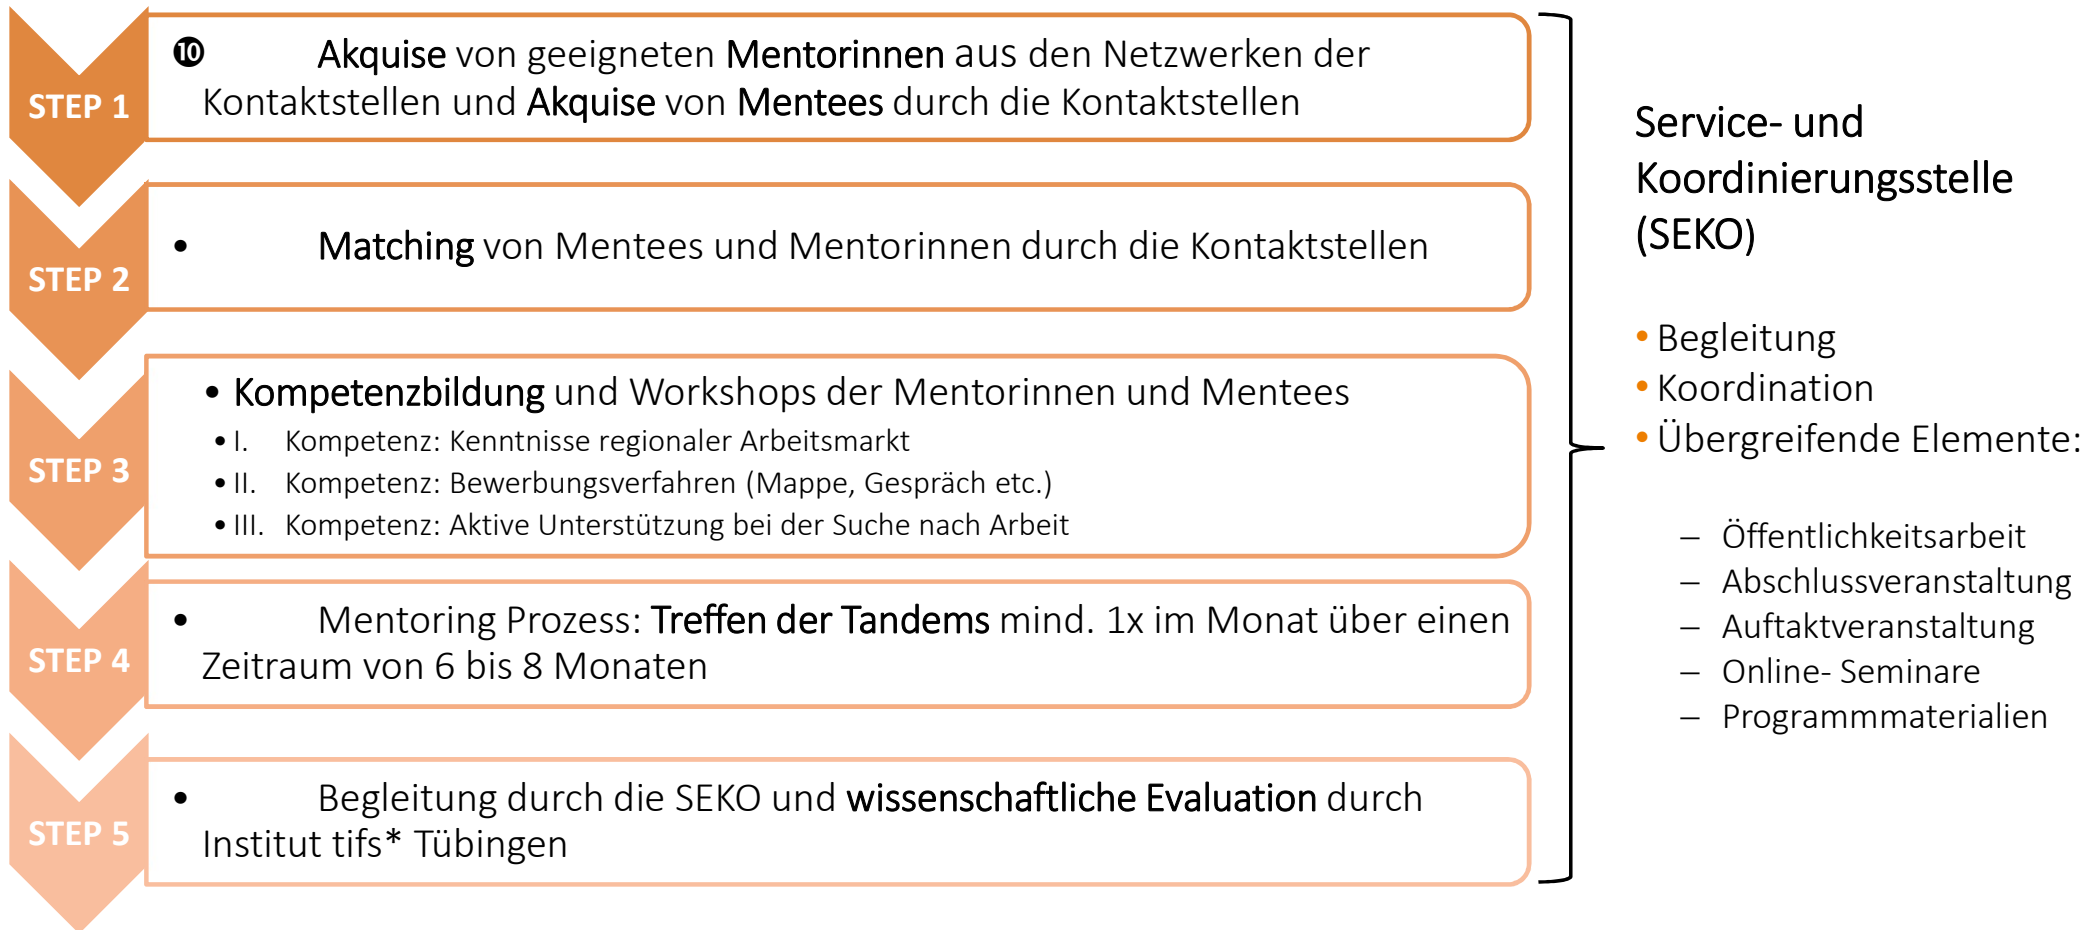 STEP 1
❿ Akquise von geeigneten Mentorinnen aus den Netzwerken der
Kontaktstellen und Akquise von Mentees durch die Kontaktstellen
STEP 2
• Matching von Mentees und Mentorinnen durch die Kontaktstellen
STEP 3
• Kompetenzbildung und Workshops der Mentorinnen und Mentees
• I. Kompetenz: Kenntnisse regionaler Arbeitsmarkt
• II. Kompetenz: Bewerbungsverfahren (Mappe, Gespräch etc.)
• III. Kompetenz: Aktive Unterstützung bei der Suche nach Arbeit
STEP 4
• Mentoring Prozess: Treffen der Tandems mind. 1x im Monat über einen
Zeitraum von 6 bis 8 Monaten
STEP 5
• Begleitung durch die SEKO und wissenschaftliche Evaluation durch
Institut tifs* Tübingen
Service- und
Koordinierungsstelle
(SEKO)
• Begleitung
• Koordination
• Übergreifende Elemente:
– Öffentlichkeitsarbeit
– Abschlussveranstaltung
– Auftaktveranstaltung
– Online- Seminare
– Programmmaterialien